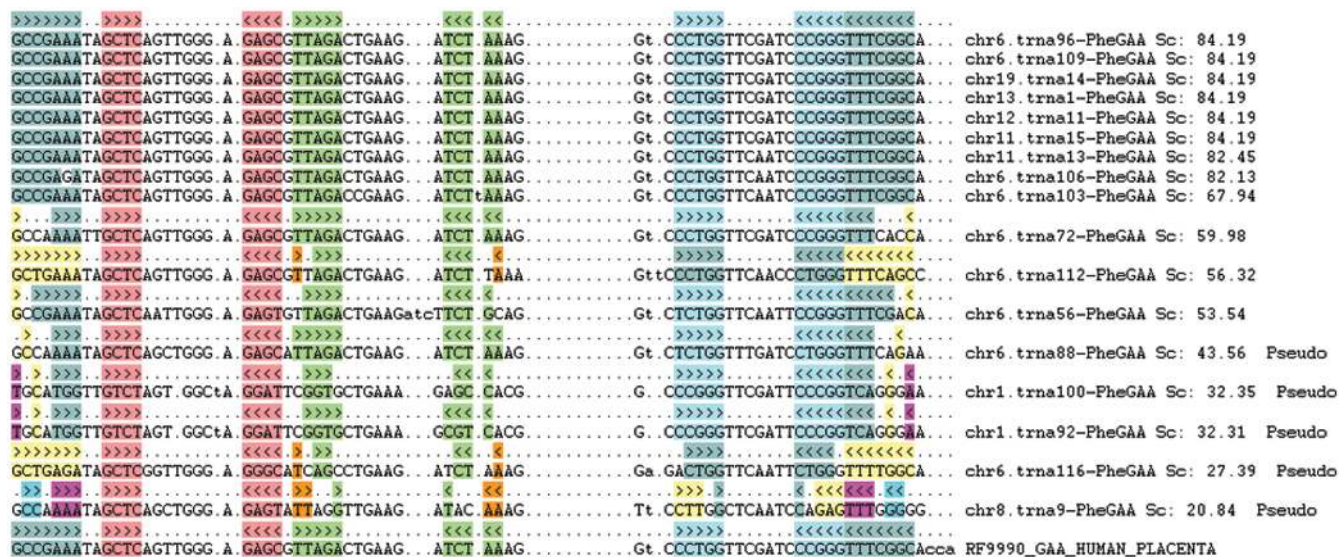 >>>>>>>..>>>>..........<<<<.>>>>>..........<<<.<<.................>>>>>.......<<<<<<<<<<<<....
GCCGAAATAGCTCAGTTGGG.A.GAGCGTTAGACTGAAG...ATCT.AAAG...........Gt.CCCTGGTTCGATCCCGGGTTTCGGCA... chr6.trna96-PheGAA Sc: 84.19
GCCGAAATAGCTCAGTTGGG.A.GAGCGTTAGACTGAAG...ATCT.AAAG...........Gt.CCCTGGTTCGATCCCGGGTTTCGGCA... chr6.trna109-PheGAA Sc: 84.19
GCCGAAATAGCTCAGTTGGG.A.GAGCGTTAGACTGAAG...ATCT.AAAG...........Gt.CCCTGGTTCGATCCCGGGTTTCGGCA... chr19.trna14-PheGAA Sc: 84.19
GCCGAAATAGCTCAGTTGGG.A.GAGCGTTAGACTGAAG...ATCT.AAAG...........Gt.CCCTGGTTCGATCCCGGGTTTCGGCA... chr13.trna1-PheGAA Sc: 84.19
GCCGAAATAGCTCAGTTGGG.A.GAGCGTTAGACTGAAG...ATCT.AAAG...........Gt.CCCTGGTTCGATCCCGGGTTTCGGCA... chr12.trna11-PheGAA Sc: 84.19
GCCGAAATAGCTCAGTTGGG.A.GAGCGTTAGACTGAAG...ATCT.AAAG...........Gt.CCCTGGTTCGATCCCGGGTTTCGGCA... chr11.trna15-PheGAA Sc: 84.19
GCCGAAATAGCTCAGTTGGG.A.GAGCGTTAGACTGAAG...ATCT.AAAG...........Gt.CCCTGGTTCAATCCCGGGTTTCGGCA... chr11.trna13-PheGAA Sc: 82.45
GCCGAGATAGCTCAGTTGGG.A.GAGCGTTAGACTGAAG...ATCT.AAAG...........Gt.CCCTGGTTCAATCCCGGGTTTCGGCA... chr6.trna106-PheGAA Sc: 82.13
GCCGAAATAGCTCAGTTGGG.A.GAGCGTTAGACCGAAG...ATCTtAAAG...........Gt.CCCTGGTTCAATCCCGGGTTTCGGCA... chr6.trna103-PheGAA Sc: 67.94
>...>>>..>>>>..........<<<<.>>>>>..........<<<.<<.................>>>>>.......<<<<<<<<...<....
GCCAAAATTGCTCAGTTGGG.A.GAGCGTTAGACTGAAG...ATCT.AAAG...........Gt.CCCTGGTTCAATCCCGGGTTTCACCA... chr6.trna72-PheGAA Sc: 59.98
>>>>>>>..>>>>..........<<<<.>.>>>..........<<<..<.................>>>>>.......<<<<<<<<<<<<....
GCTGAAATAGCTCAGTTGGG.A.GAGCGTTAGACTGAAG...ATCT.TAAA...........GttCCCTGGTTCAACCCTGGGTTTCAGCC... chr6.trna112-PheGAA Sc: 56.32
>.>>>>>..>>>>..........<<<<..>>>>..........<<<.<..................>>>>>.......<<<<<<<<<<.<....
GCCGAAATAGCTCAATTGGG.A.GAGTGTTAGACTGAAGatcTTCT.GCAG...........Gt.CTCTGGTTCAATTCCGGGTTTCGACA... chr6.trna56-PheGAA Sc: 53.54
.>..>>>..>>>>..........<<<<.>>>>>..........<<<.<<.................>>>>>.......<<<<<<<<..<.....
GCCAAAATAGCTCAGCTGGG.A.GAGCATTAGACTGAAG...ATCT.AAAG...........Gt.CTCTGGTTTGATCCTGGGTTTCAGAA... chr6.trna88-PheGAA Sc: 43.56 Pseudo
>.>.>>>..>>>>..........<<<<..>>>...........<<<.<..................>>>>>.......<<<<<<<<.<.<....
TGCATGGTTGTCTAGT.GGCtA.GGATTCGGTGCTGAAA...GAGC.CACG...........G..CCCGGGTTCGATTCCCGGTCAGGGAA... chr1.trna100-PheGAA Sc: 32.35 Pseudo
>.>.>>>..>>>>..........<<<<..>>>>..........<<<.<..................>>>>>.......<<<<<<<<.<.<....
TGCATGGTTGTCTAGT.GGCtA.GGATTCGGTGCTGAAA...GCGT.CACG...........G..CCCGGGTTCGATTCCCGGTCAGGGAA... chr1.trna92-PheGAA Sc: 32.31 Pseudo
>>>>>>>..>>>>..........<<<<.>.>>>..........<<<..<..................>>>>.......<<<<.<<<<<<<....
GCTGAGATAGCTCGGTTGGG.A.GGGCATCAGCCTGAAG...ATCT.AAAG...........Ga.GACTGGTTCAATTCTGGGTTTTGGCA... chr6.trna116-PheGAA Sc: 27.39 Pseudo
.>>.>>>..>>>>..........<<<<.>>..>..........<...<<.................>>>.>.......<.<<<<<<.<<.....
GCCAAAATAGCTCAGCTGGG.A.GAGTATTAGGTTGAAG...ATAC.AAAG...........Tt.CCTTGGCTCAATCCAGAGTTTGGGGG... chr8.trna9-PheGAA Sc: 20.84 Pseudo
>>>>>>>..>>>>..........<<<<.>>>>>..........<<<.<<.................>>>>>.......<<<<<<<<<<<<....
GCCGAAATAGCTCAGTTGGG.A.GAGCGTTAGACTGAAG...ATCT.AAAG...........Gt.CCCTGGTTCGATCCCGGGTTTCGGCAcca RF9990_GAA_HUMAN_PLACENTA